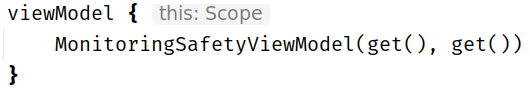 viewModel { this: Scope
    MonitoringSafetyViewModel(get(), get())
}